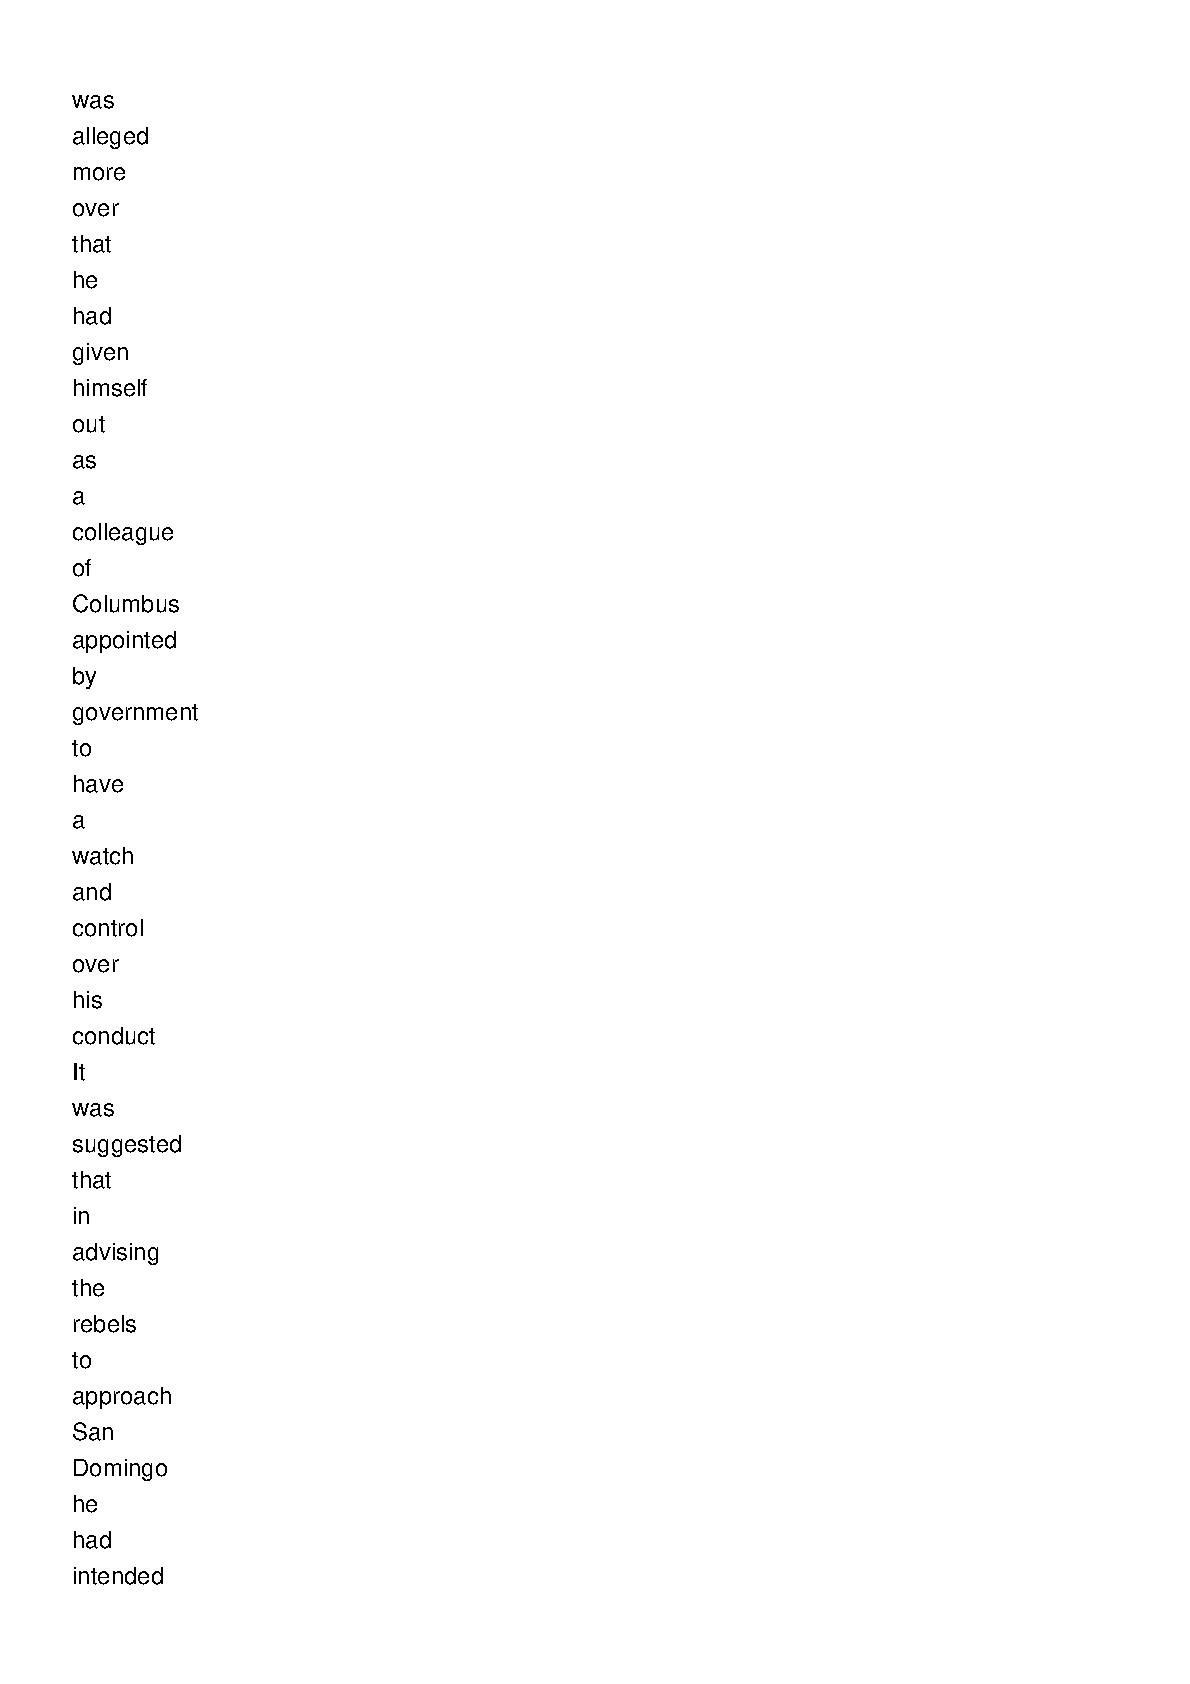 was
alleged
more
over
that
he
had
given
himself
out
as
a
colleague
of
Columbus
appointed
by
government
to
have
a
watch
and
control
over
his
conduct
It
was
suggested
that
in
advising
the
rebels
to
approach
San
Domingo
he
had
intended